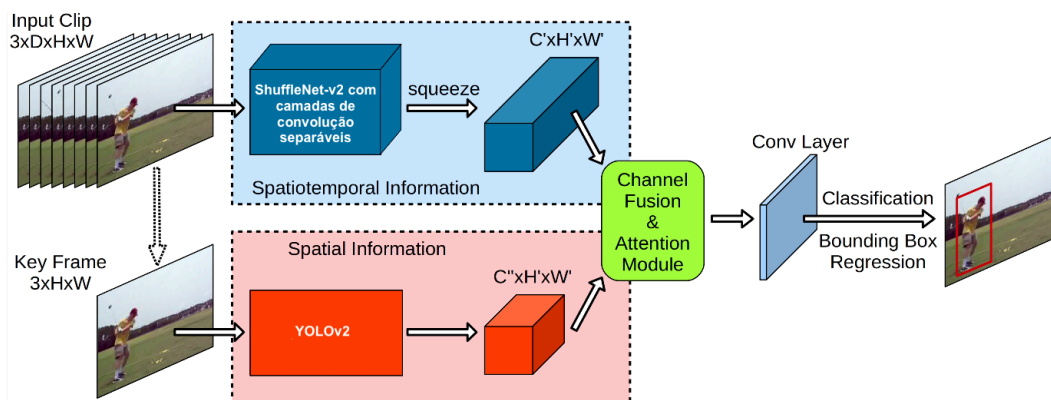 Input Clip
3xDxHxW
ShuffleNet-v2 com
camadas de
convolução
separáveis
squeeze
C'xH'xW'
Spatiotemporal Information
Channel
Fusion
&
Attention
Module
Conv Layer
Classification
Bounding Box
Regression
Key Frame
3xHxW
Spatial Information
YOLOv2
C"xH'xW'